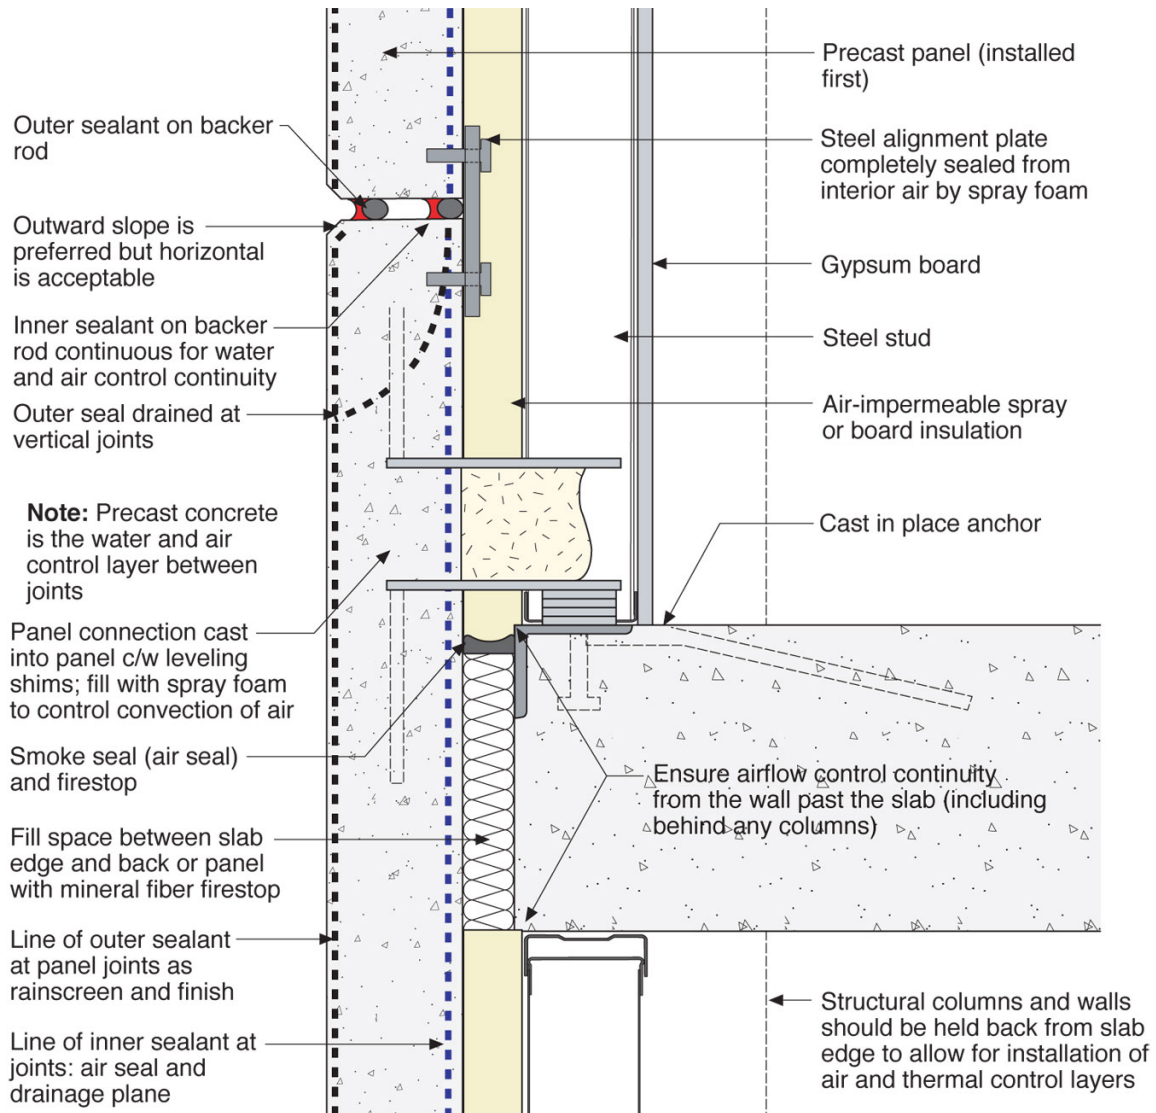 Precast panel (installed
first)
Outer sealant on backer
rod
Steel alignment plate
completely sealed from
interior air by spray foam
Outward slope is
preferred but horizontal
is acceptable
Gypsum board
Inner sealant on backer
rod continuous for water
and air control continuity
Steel stud
Outer seal drained at
vertical joints
Air-impermeable spray
or board insulation
Note: Precast concrete
is the water and air
control layer between
joints
Cast in place anchor
Panel connection cast
into panel c/w leveling
shims; fill with spray foam
to control convection of air
Smoke seal (air seal)
and firestop
Ensure airflow control continuity
from the wall past the slab (including
behind any columns)
Fill space between slab
edge and back or panel
with mineral fiber firestop
Line of outer sealant
at panel joints as
rainscreen and finish
Structural columns and walls
should be held back from slab
edge to allow for installation of
air and thermal control layers
Line of inner sealant at
joints: air seal and
drainage plane